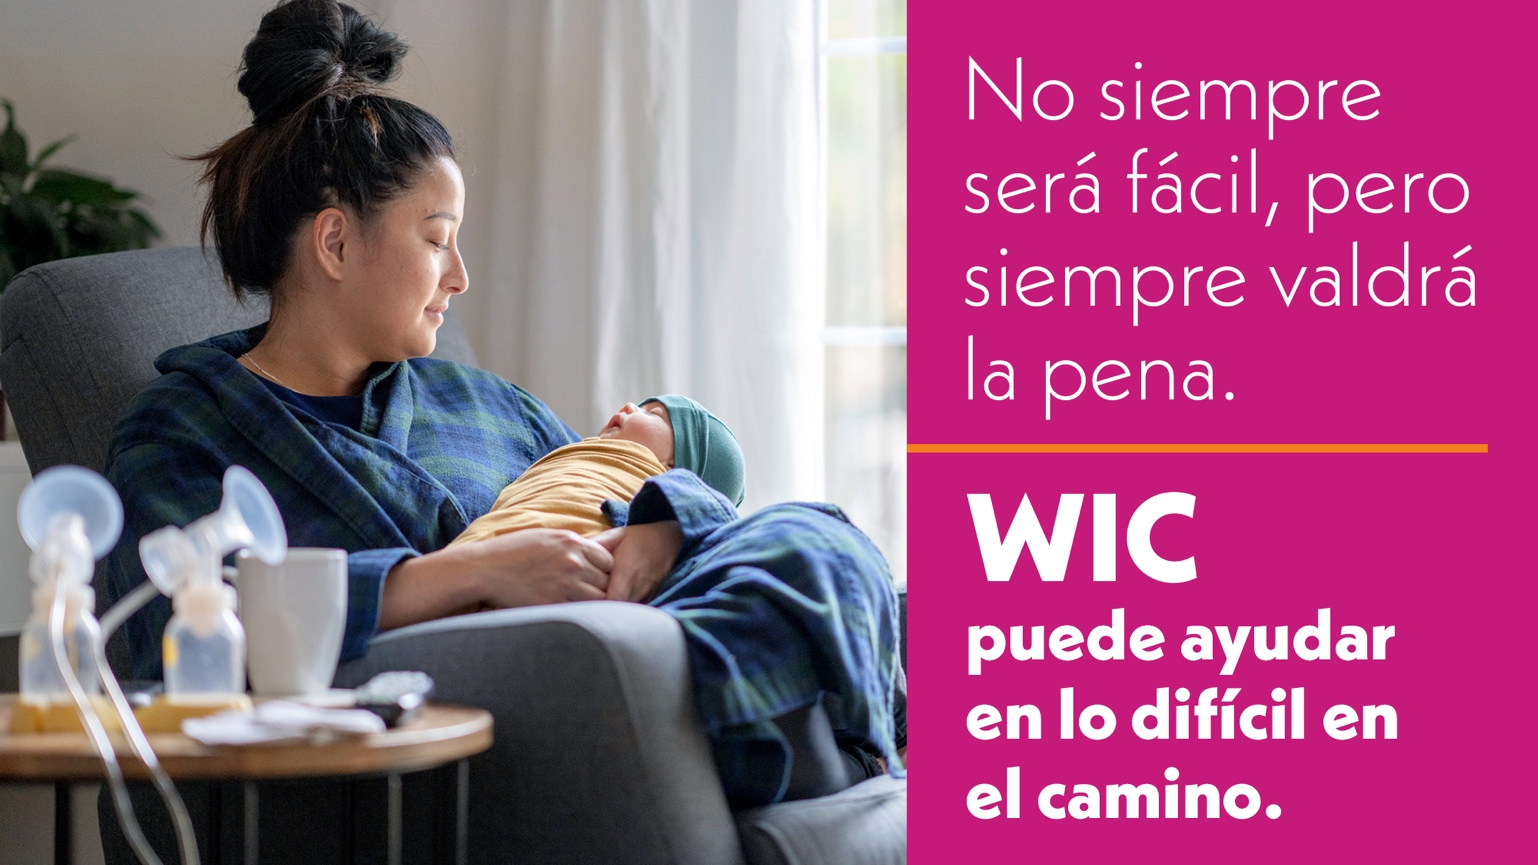 No siempre
será fácil, pero
siempre valdrá
la pena.
WIC
puede ayudar
en lo difícil en
el camino.